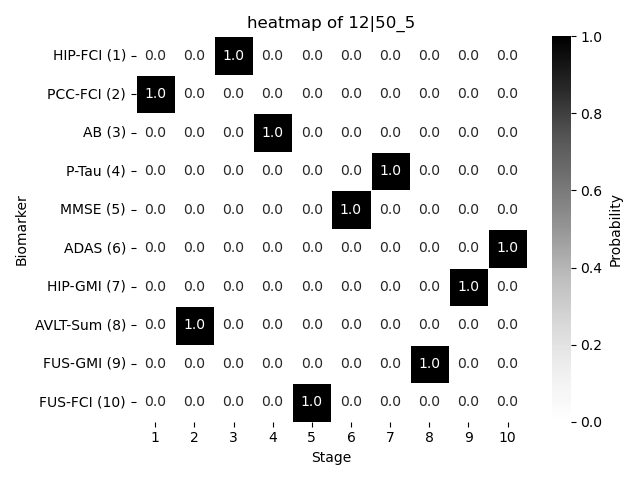 heatmap of 12|50_5
HIP-FCI (1) 0.0 0.0 1.0 0.0 0.0 0.0 0.0 0.0 0.0 0.0
PCC-FCI (2) 1.0 0.0 0.0 0.0 0.0 0.0 0.0 0.0 0.0 0.0
AB (3) 0.0 0.0 0.0 1.0 0.0 0.0 0.0 0.0 0.0 0.0
P-Tau (4) 0.0 0.0 0.0 0.0 0.0 0.0 1.0 0.0 0.0 0.0
MMSE (5) 0.0 0.0 0.0 0.0 0.0 1.0 0.0 0.0 0.0 0.0
ADAS (6) 0.0 0.0 0.0 0.0 0.0 0.0 0.0 0.0 0.0 1.0
HIP-GMI (7) 0.0 0.0 0.0 0.0 0.0 0.0 0.0 0.0 1.0 0.0
AVLT-Sum (8) 0.0 1.0 0.0 0.0 0.0 0.0 0.0 0.0 0.0 0.0
FUS-GMI (9) 0.0 0.0 0.0 0.0 0.0 0.0 0.0 1.0 0.0 0.0
FUS-FCI (10) 0.0 0.0 0.0 0.0 1.0 0.0 0.0 0.0 0.0 0.0
1 2 3 4 5 6 7 8 9 10
Stage
Biomarker
1.0
0.8
0.6
0.4
0.2
0.0
Probability